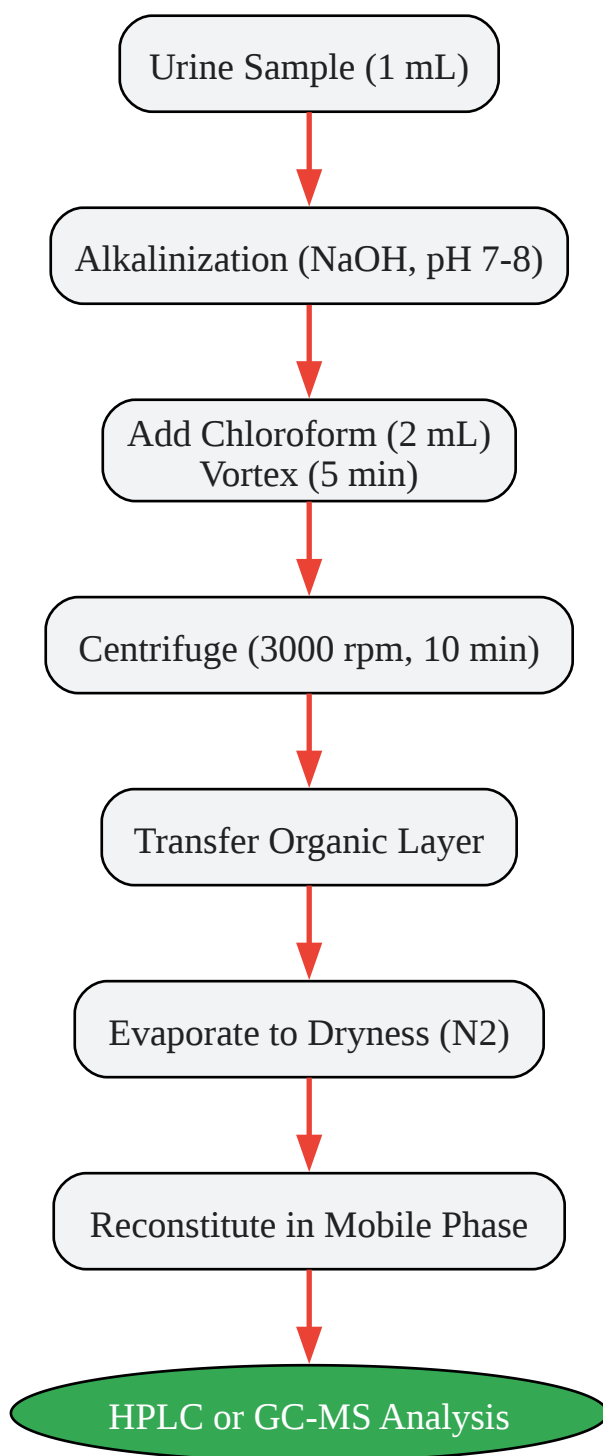 Urine Sample (1 mL)
Alkalinization (NaOH, pH 7-8)
Add Chloroform (2 mL)
Vortex (5 min)
Centrifuge (3000 rpm, 10 min)
Transfer Organic Layer
Evaporate to Dryness (N2)
Reconstitute in Mobile Phase
HPLC or GC-MS Analysis